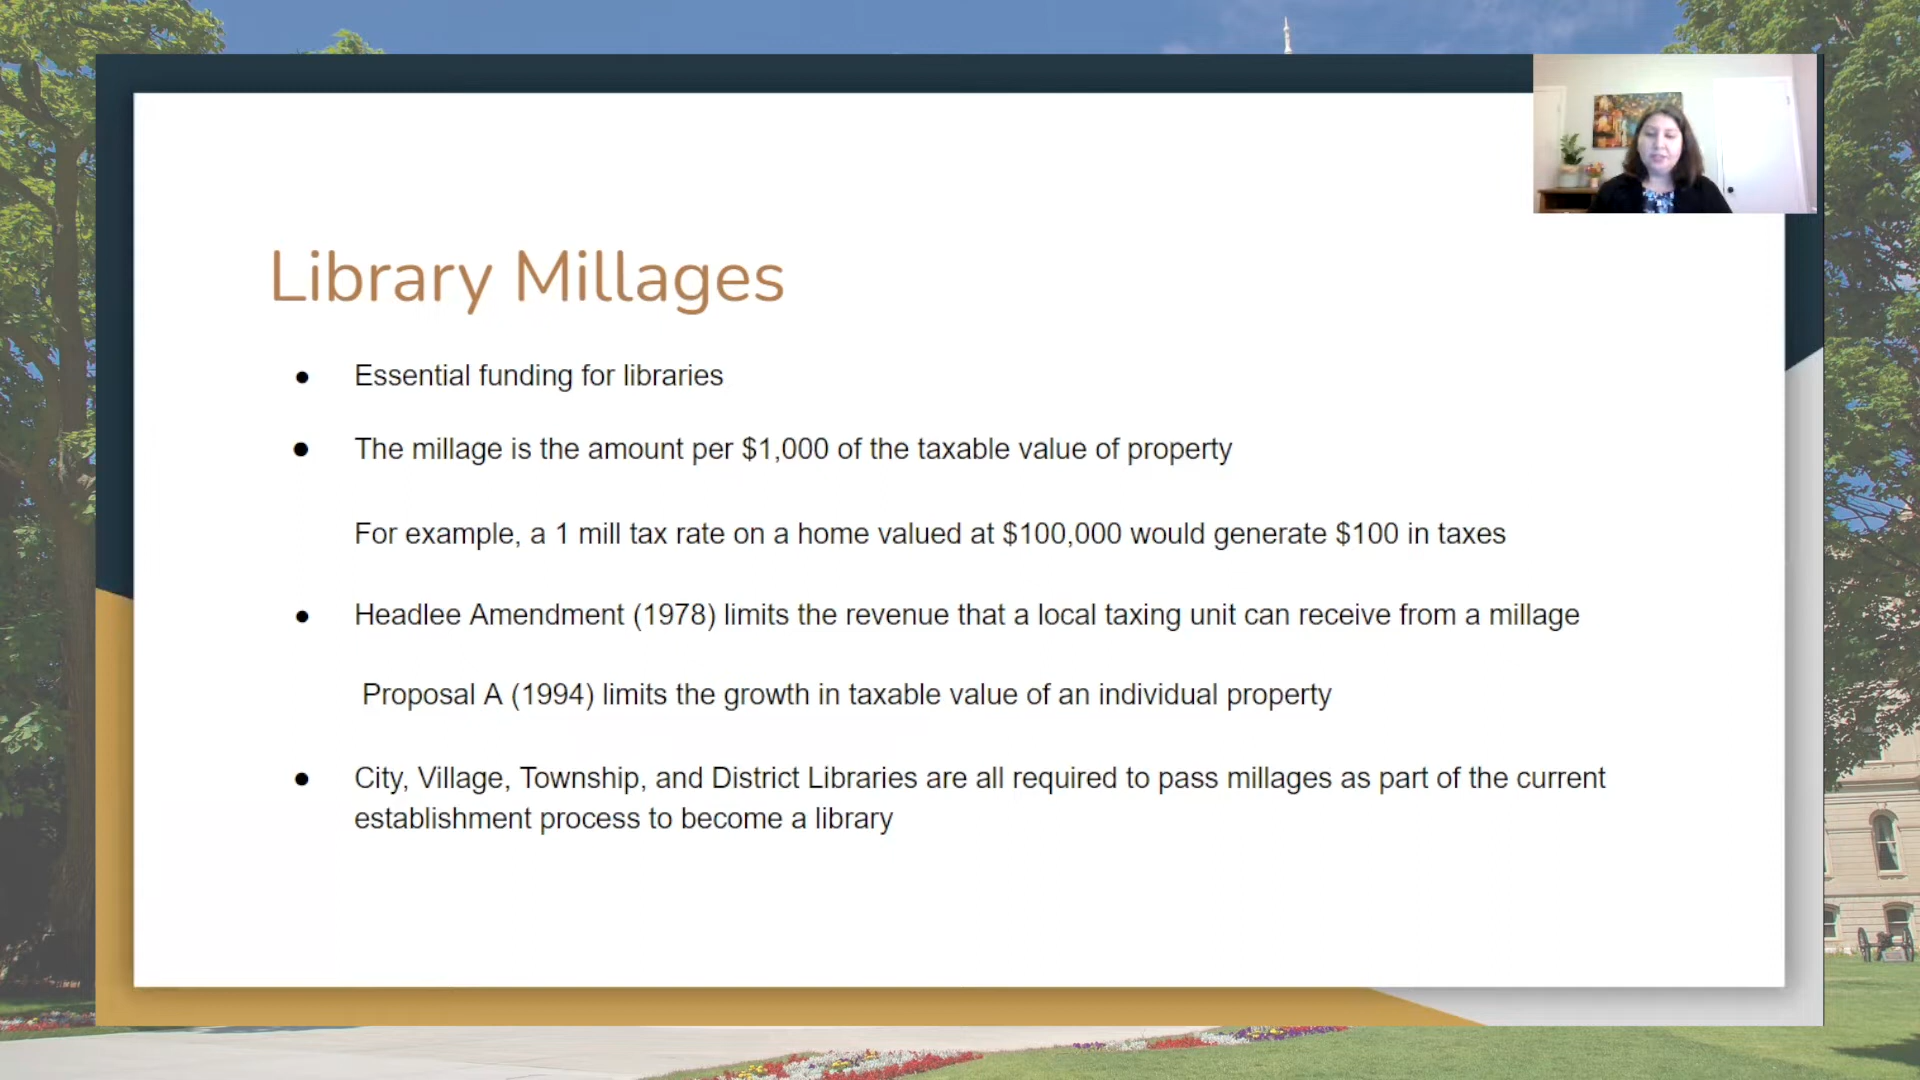 Library Millages
● Essential funding for libraries
● The millage is the amount per $1,000 of the taxable value of property
For example, a 1 mill tax rate on a home valued at $100,000 would generate $100 in taxes
● Headlee Amendment (1978) limits the revenue that a local taxing unit can receive from a millage
Proposal A (1994) limits the growth in taxable value of an individual property
● City, Village, Township, and District Libraries are all required to pass millages as part of the current
establishment process to become a library